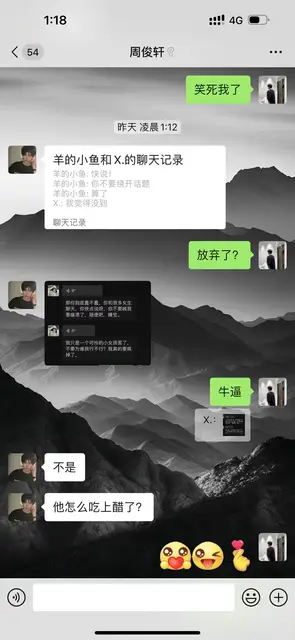 1:18
4G
54
周俊轩
笑死我了
昨天 凌晨1:12
羊的小鱼和X.的聊天记录
羊的小鱼: 快说!
羊的小鱼: 你不要绕开话题
羊的小鱼: 算了
X.: 我觉得没到
聊天记录
放弃了?
牛逼
X.:
不是
他怎么吃上醋了?